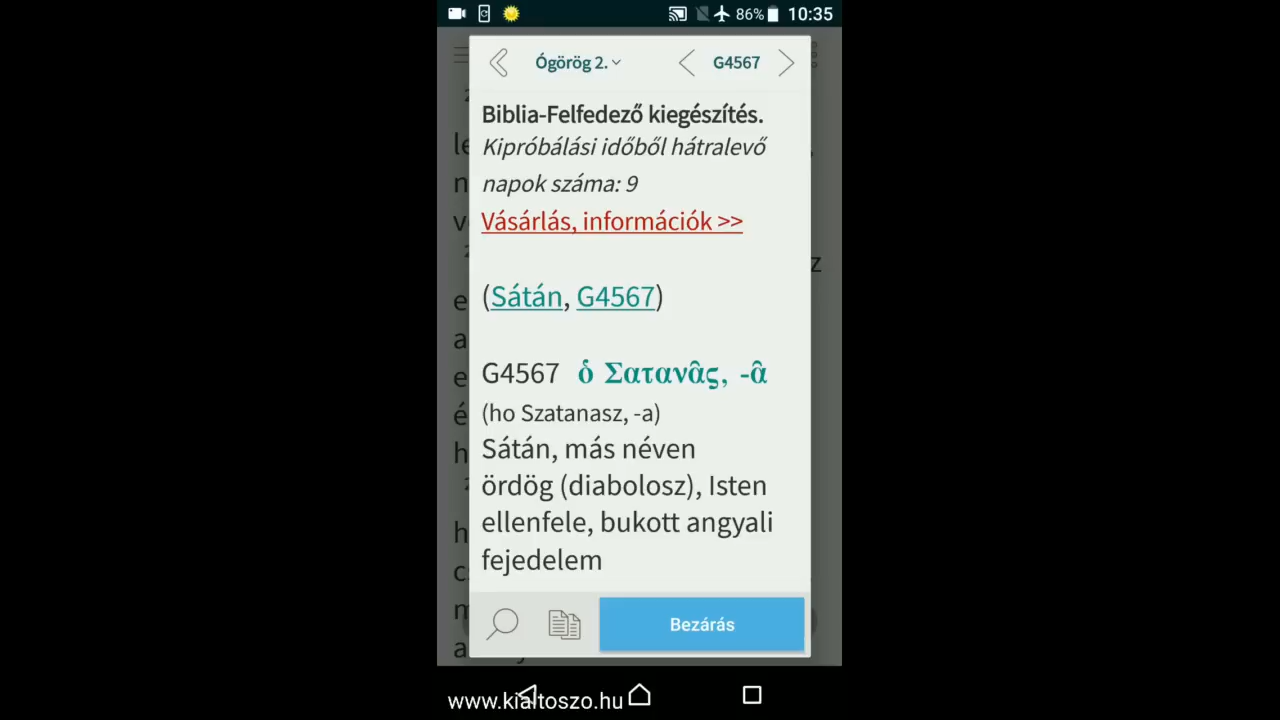 86% 10:35
Ógörög 2. G4567
Biblia-Felfedező kiegészítés.
Kipróbálási időből hátralevő
napok száma: 9
Vásárlás, információk >>
(Sátán, G4567)
G4567 ὁ Σατανᾶς, -ᾶ
(ho Szatanasz, -a)
Sátán, más néven
ördög (diabolosz), Isten
ellenfele, bukott angyali
fejedelem
Bezárás
www.kialtoszo.hu